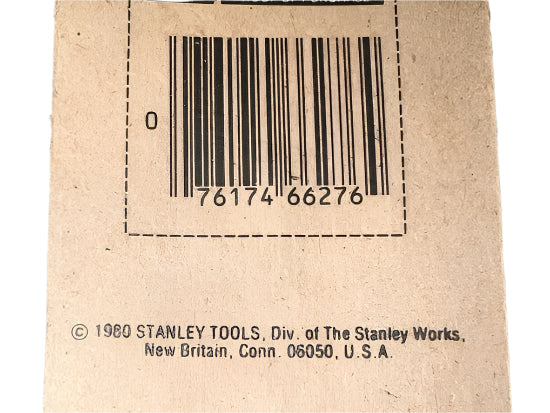 0
76174 66276
© 1980 STANLEY TOOLS, Div. of The Stanley Works,
New Britain, Conn. 06050, U.S.A.